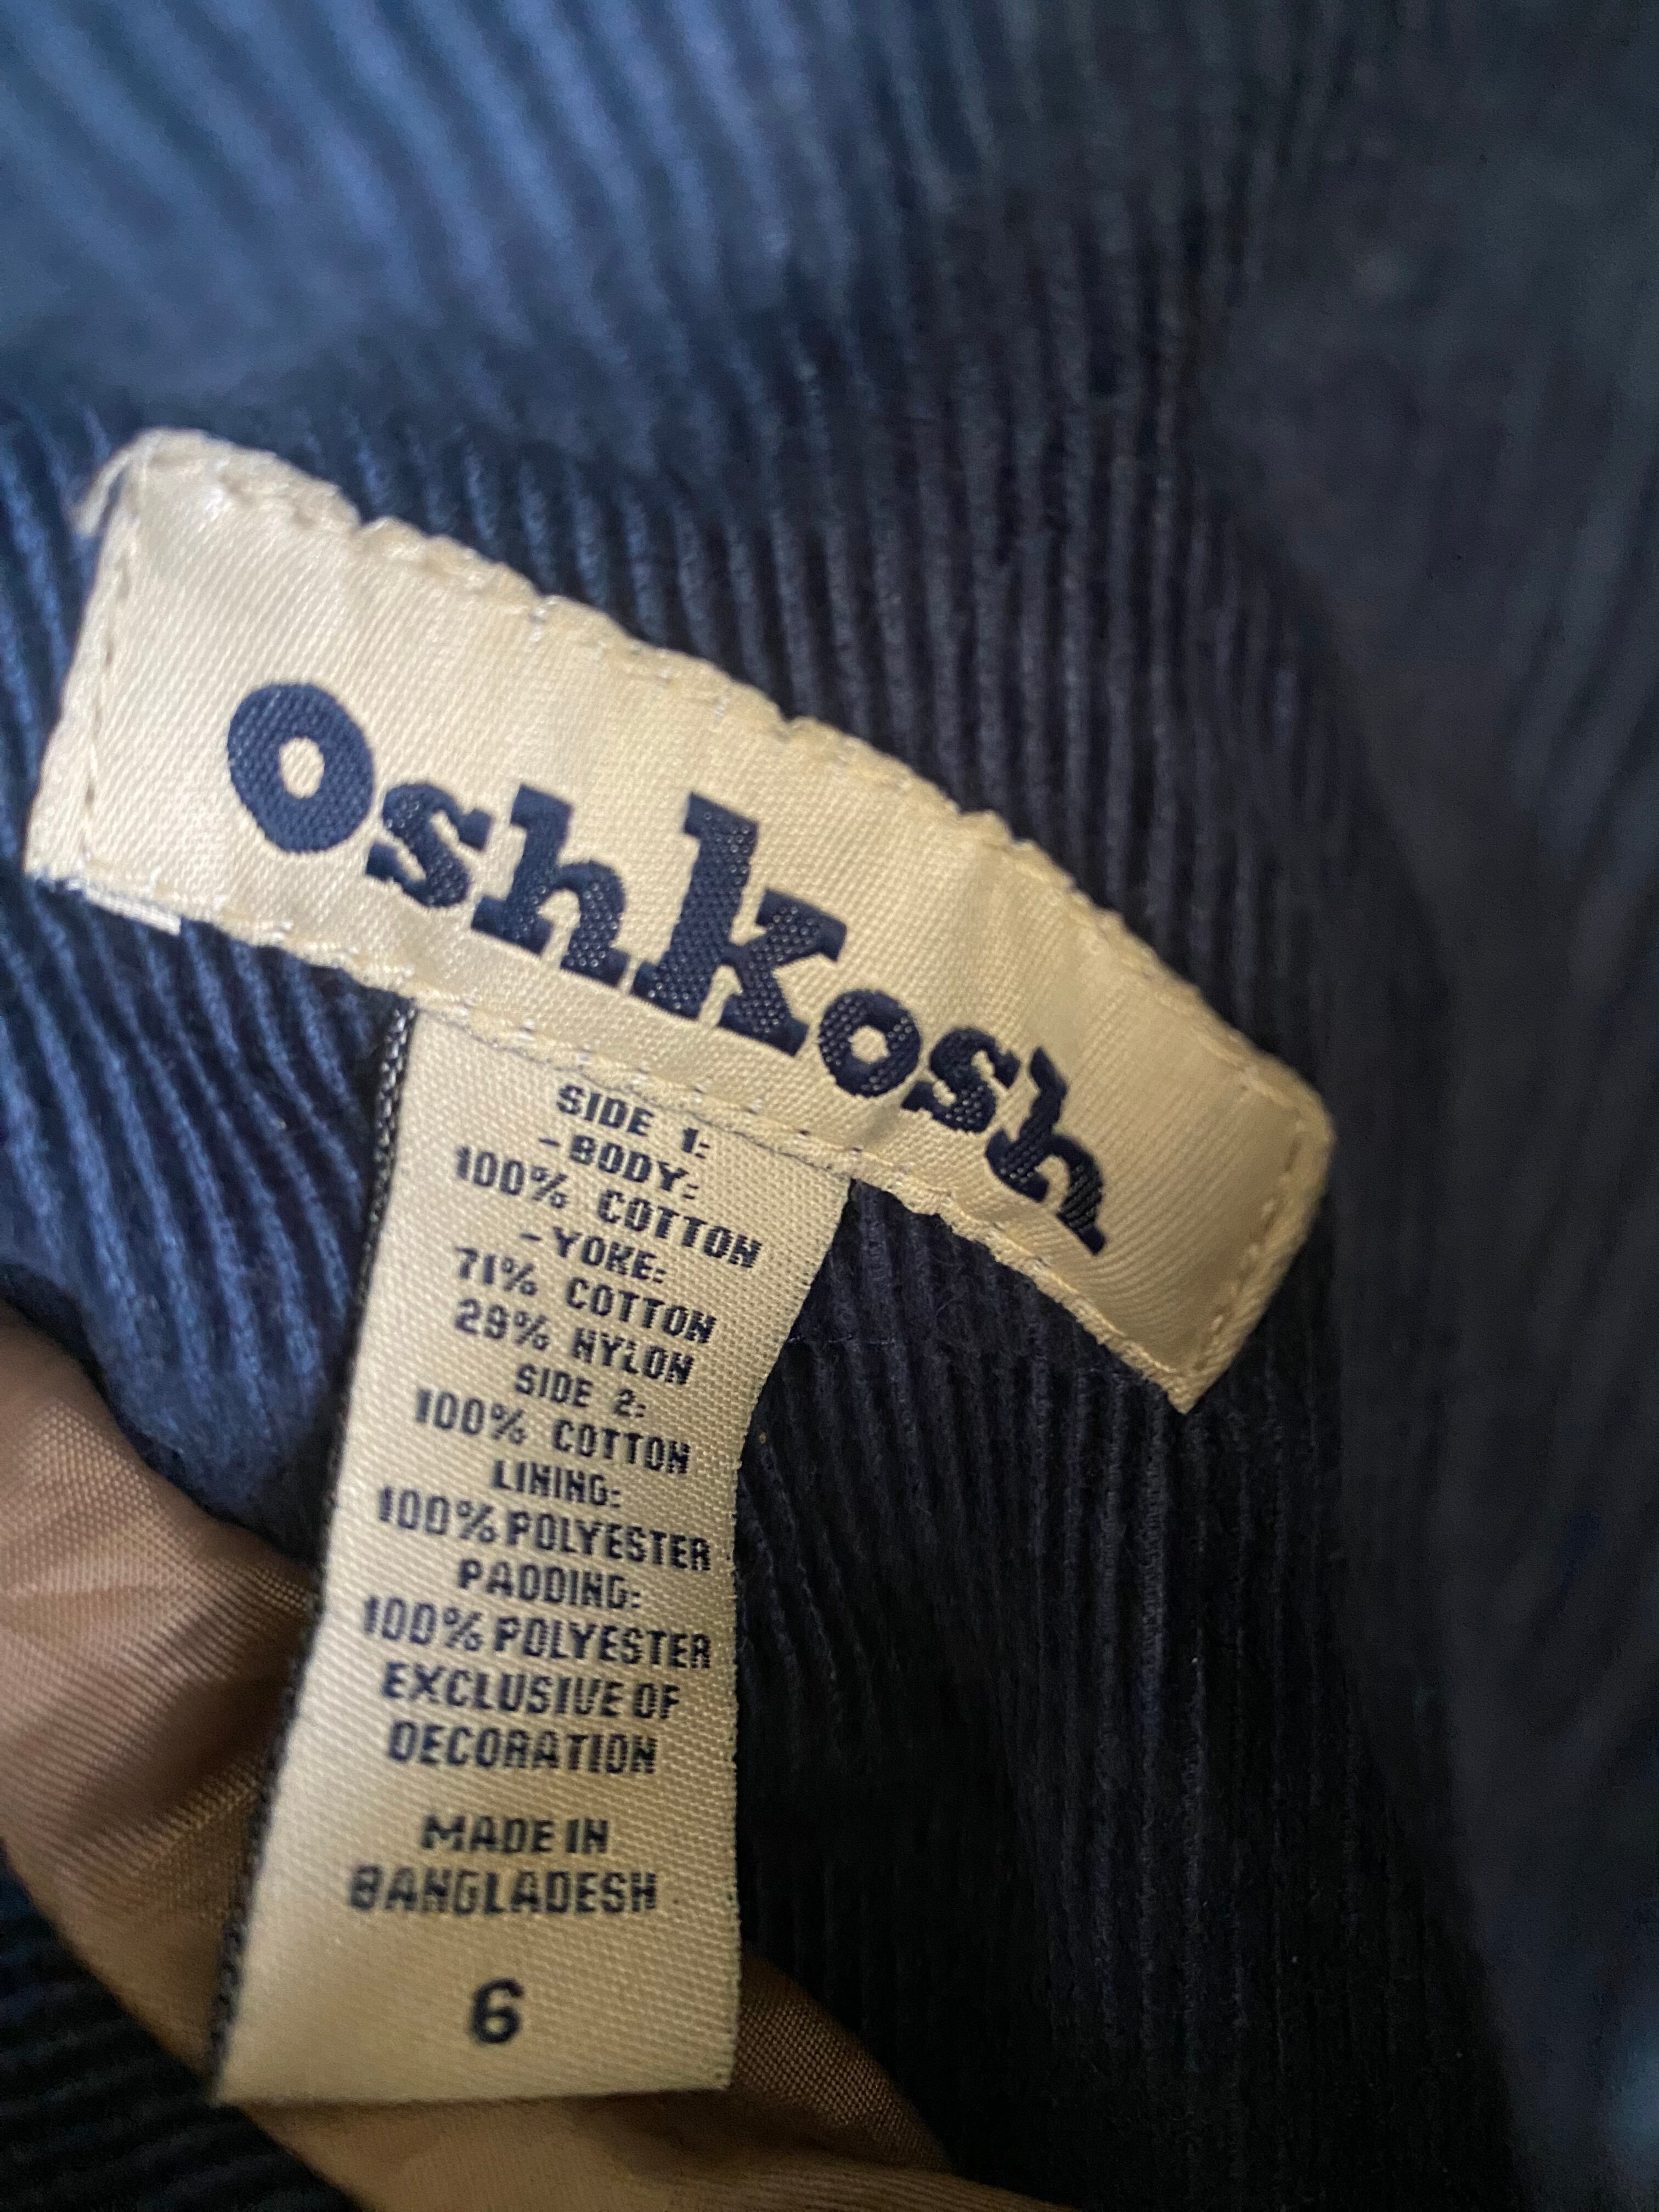 Oshkosh
SIDE 1:
-BODY:
100% COTTON
-YOKE:
71% COTTON
29% NYLON
SIDE 2:
100% COTTON
LINING:
100% POLYESTER
PADDING:
100% POLYESTER
EXCLUSIVE OF
DECORATION
MADE IN
BANGLADESH
6